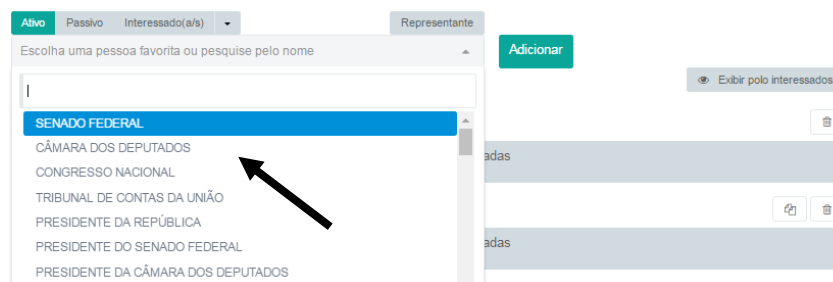 Ativo Passivo Interessado(a/s) Representante
Escolha uma pessoa favorita ou pesquise pelo nome Adicionar
Exibir polo interessados
SENADO FEDERAL
CÂMARA DOS DEPUTADOS
adas
CONGRESSO NACIONAL
TRIBUNAL DE CONTAS DA UNIÃO
PRESIDENTE DA REPÚBLICA
PRESIDENTE DO SENADO FEDERAL
adas
PRESIDENTE DA CÂMARA DOS DEPUTADOS